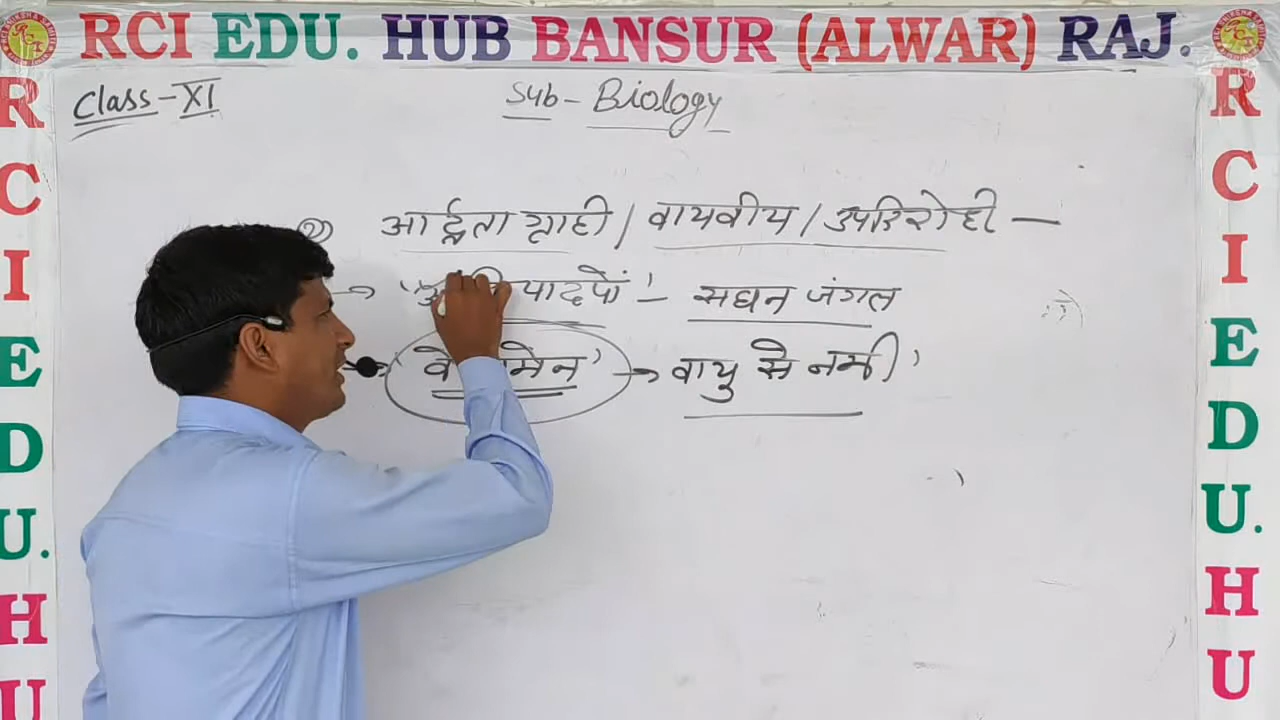 RCI EDU. HUB BANSUR (ALWAR) RAJ.
Class-XI
Sub- Biology
आर्द्रता ग्राही / वायवीय / उपरिरोही —
पादपों' — सघन जंगल
वायु से नमी'
R
C
I
E
D
U.
H
U
R
C
I
E
D
U.
H
U